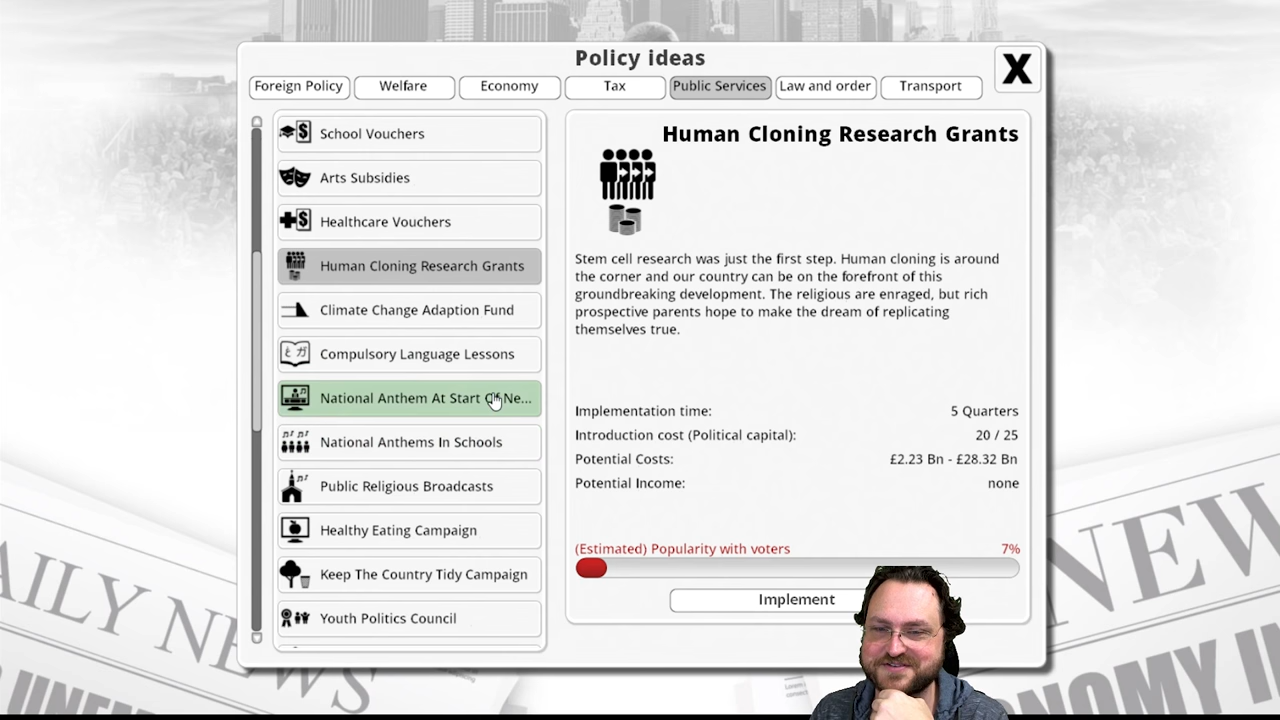 Policy ideas
X
Foreign Policy
Welfare
Economy
Tax
Public Services
Law and order
Transport
School Vouchers
Arts Subsidies
Healthcare Vouchers
Human Cloning Research Grants
Climate Change Adaption Fund
Compulsory Language Lessons
National Anthem At Start Of Ne...
National Anthems In Schools
Public Religious Broadcasts
Healthy Eating Campaign
Keep The Country Tidy Campaign
Youth Politics Council
Human Cloning Research Grants
Stem cell research was just the first step. Human cloning is around
the corner and our country can be on the forefront of this
groundbreaking development. The religious are enraged, but rich
prospective parents hope to make the dream of replicating
themselves true.
Implementation time: 5 Quarters
Introduction cost (Political capital): 20 / 25
Potential Costs: £2.23 Bn - £28.32 Bn
Potential Income: none
(Estimated) Popularity with voters 7%
Implement
AILY NEWS
NEW
ONOMY I